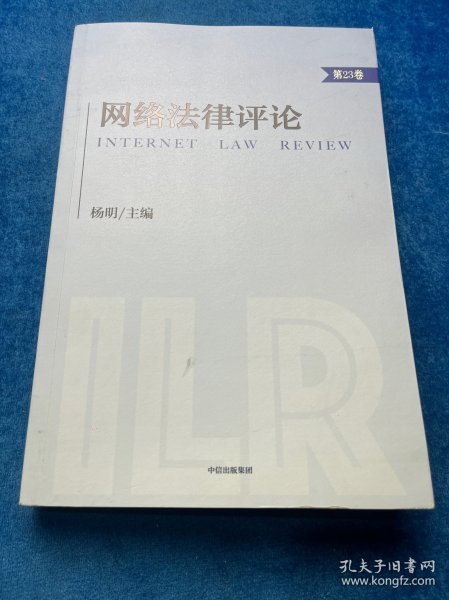 第23卷
网络法律评论
INTERNET LAW REVIEW
杨明/主编
ILR
中信出版集团
孔夫子旧书网
www.kongfz.com